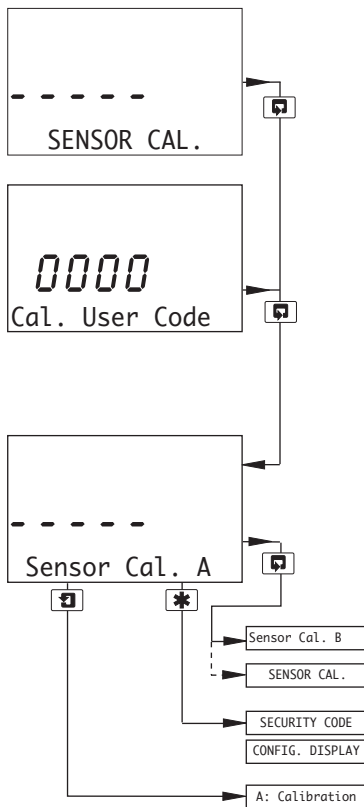 - - - - -
SENSOR CAL.
0000
Cal. User Code
- - - - -
Sensor Cal. A
Sensor Cal. B
SENSOR CAL.
SECURITY CODE
CONFIG. DISPLAY
A: Calibration